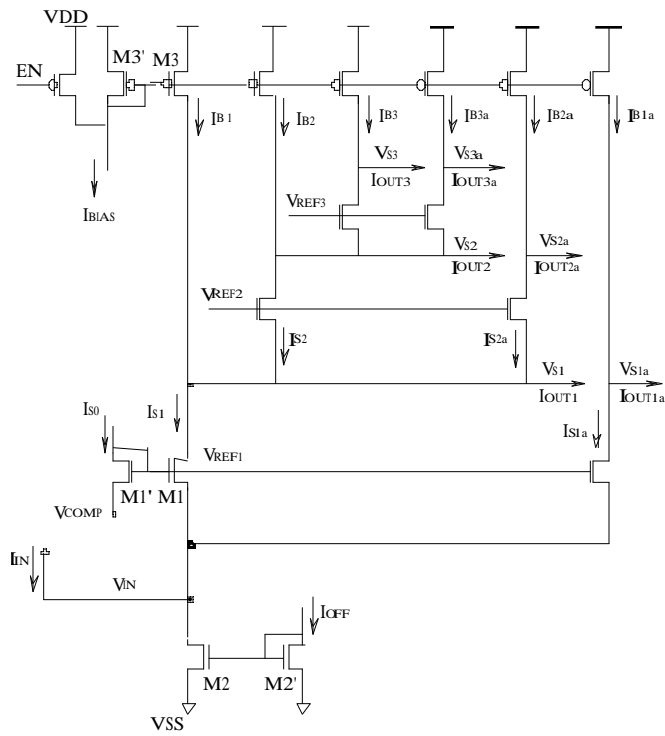 VDD
M3' M3
EN
IB1 IB2 IB3 IB3a IB2a IB1a
VS3 VS3a
IOUT3 IOUT3a
IBIAS
VREF3
VS2 VS2a
IOUT2 IOUT2a
VREF2
IS2 IS2a
VS1 VS1a
IOUT1 IOUT1a
IS0 IS1 IS1a
VREF1
M1' M1
VCOMP
IIN
VIN
IOFF
M2 M2'
VSS